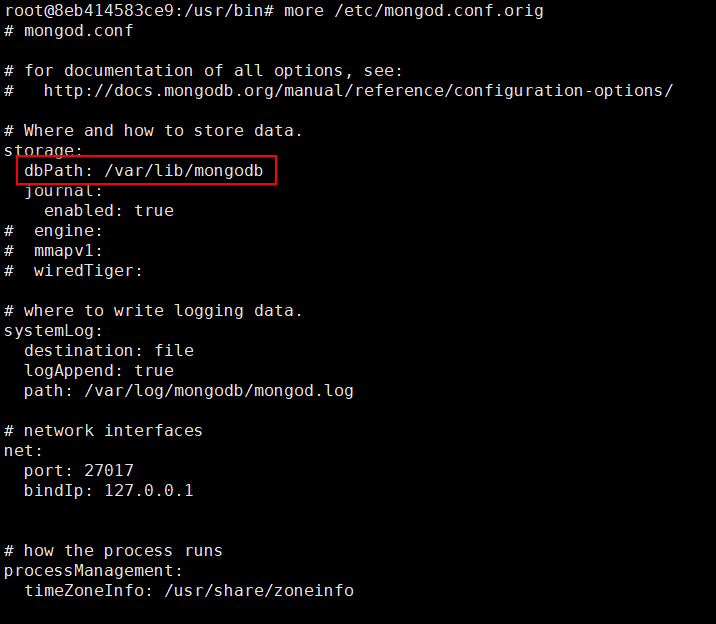 root@8eb414583ce9:/usr/bin# more /etc/mongod.conf.orig
# mongod.conf

# for documentation of all options, see:
#   http://docs.mongodb.org/manual/reference/configuration-options/

# Where and how to store data.
storage:
  dbPath: /var/lib/mongodb
  journal:
    enabled: true
#  engine:
#  mmapv1:
#  wiredTiger:

# where to write logging data.
systemLog:
  destination: file
  logAppend: true
  path: /var/log/mongodb/mongod.log

# network interfaces
net:
  port: 27017
  bindIp: 127.0.0.1


# how the process runs
processManagement:
  timeZoneInfo: /usr/share/zoneinfo